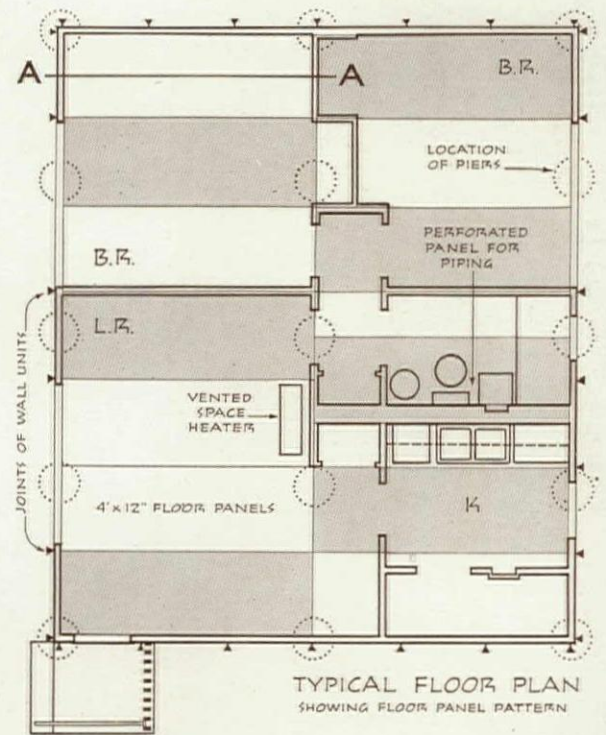 A A
B.R.
LOCATION
OF PIERS
PERFORATED
PANEL FOR
PIPING
B.R.
L.R.
JOINTS OF WALL UNITS
VENTED
SPACE
HEATER
4' x 12" FLOOR PANELS
K
TYPICAL FLOOR PLAN
SHOWING FLOOR PANEL PATTERN